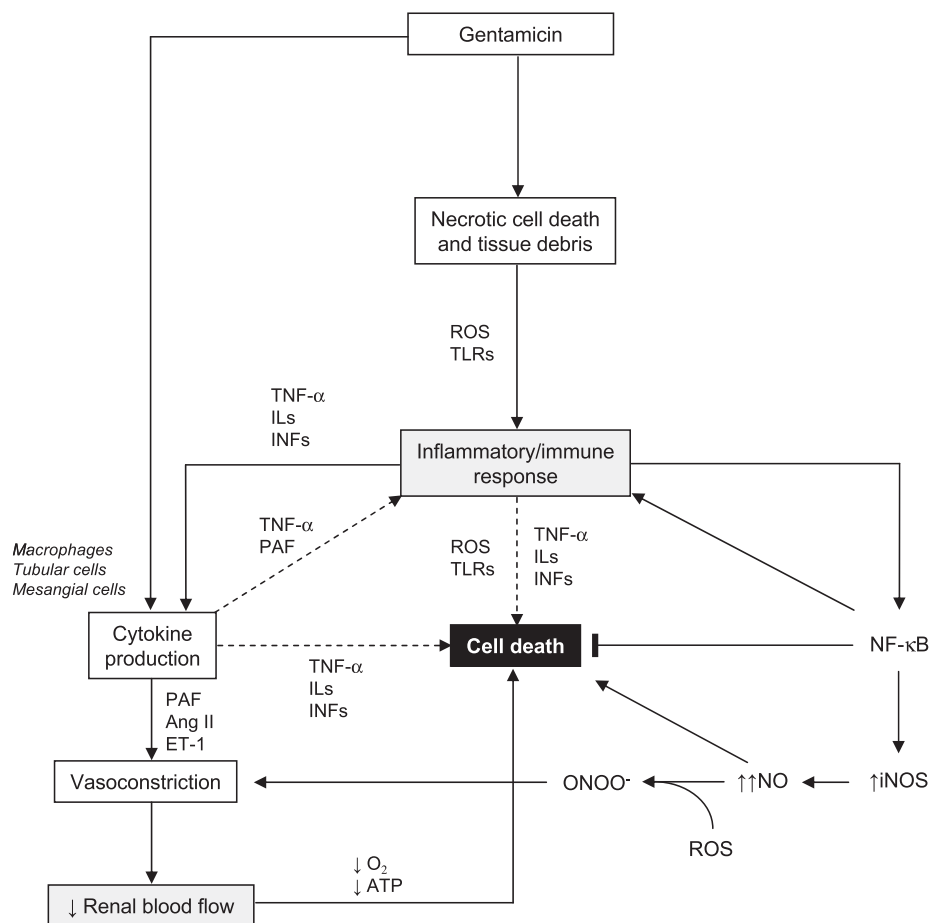 Gentamicin
Necrotic cell death
and tissue debris
ROS
TLRs
TNF-α
ILs
INFs
Inflammatory/immune
response
TNF-α
PAF
ROS
TLRs
TNF-α
ILs
INFs
Macrophages
Tubular cells
Mesangial cells
Cytokine
production
Cell death
NF-κB
TNF-α
ILs
INFs
PAF
Ang II
ET-1
Vasoconstriction
ONOO⁻
↑↑NO
↑iNOS
ROS
↓ O₂
↓ ATP
↓ Renal blood flow